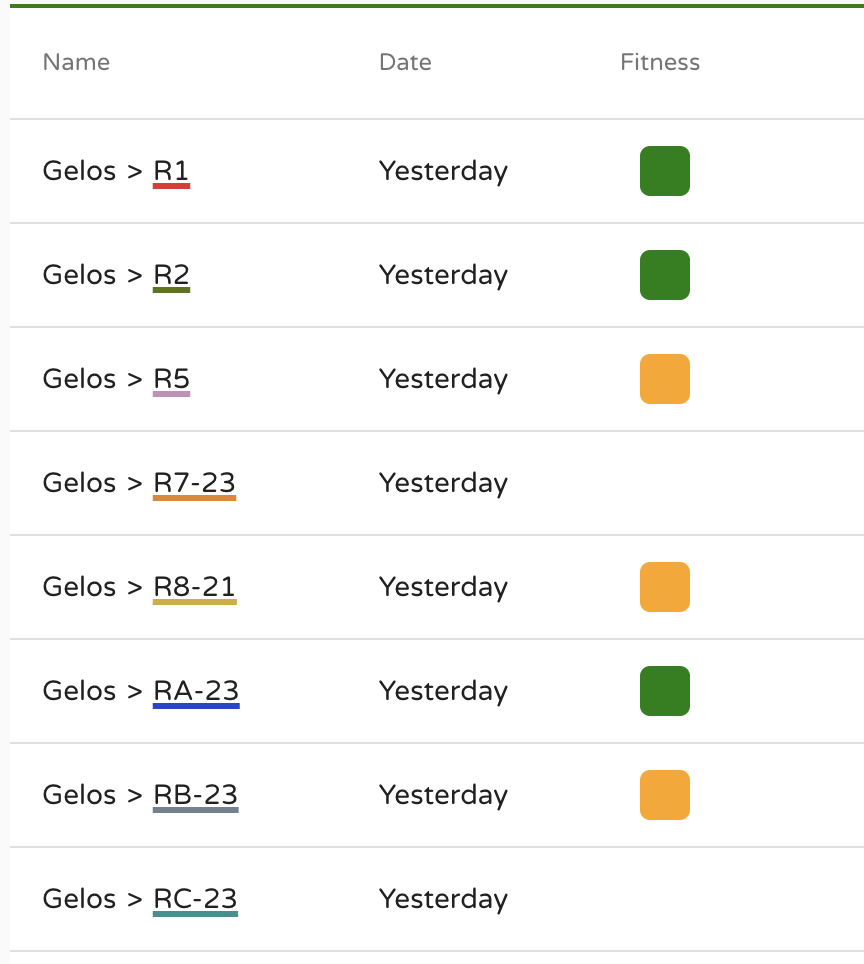 Name Date Fitness
Gelos > R1 Yesterday
Gelos > R2 Yesterday
Gelos > R5 Yesterday
Gelos > R7-23 Yesterday
Gelos > R8-21 Yesterday
Gelos > RA-23 Yesterday
Gelos > RB-23 Yesterday
Gelos > RC-23 Yesterday